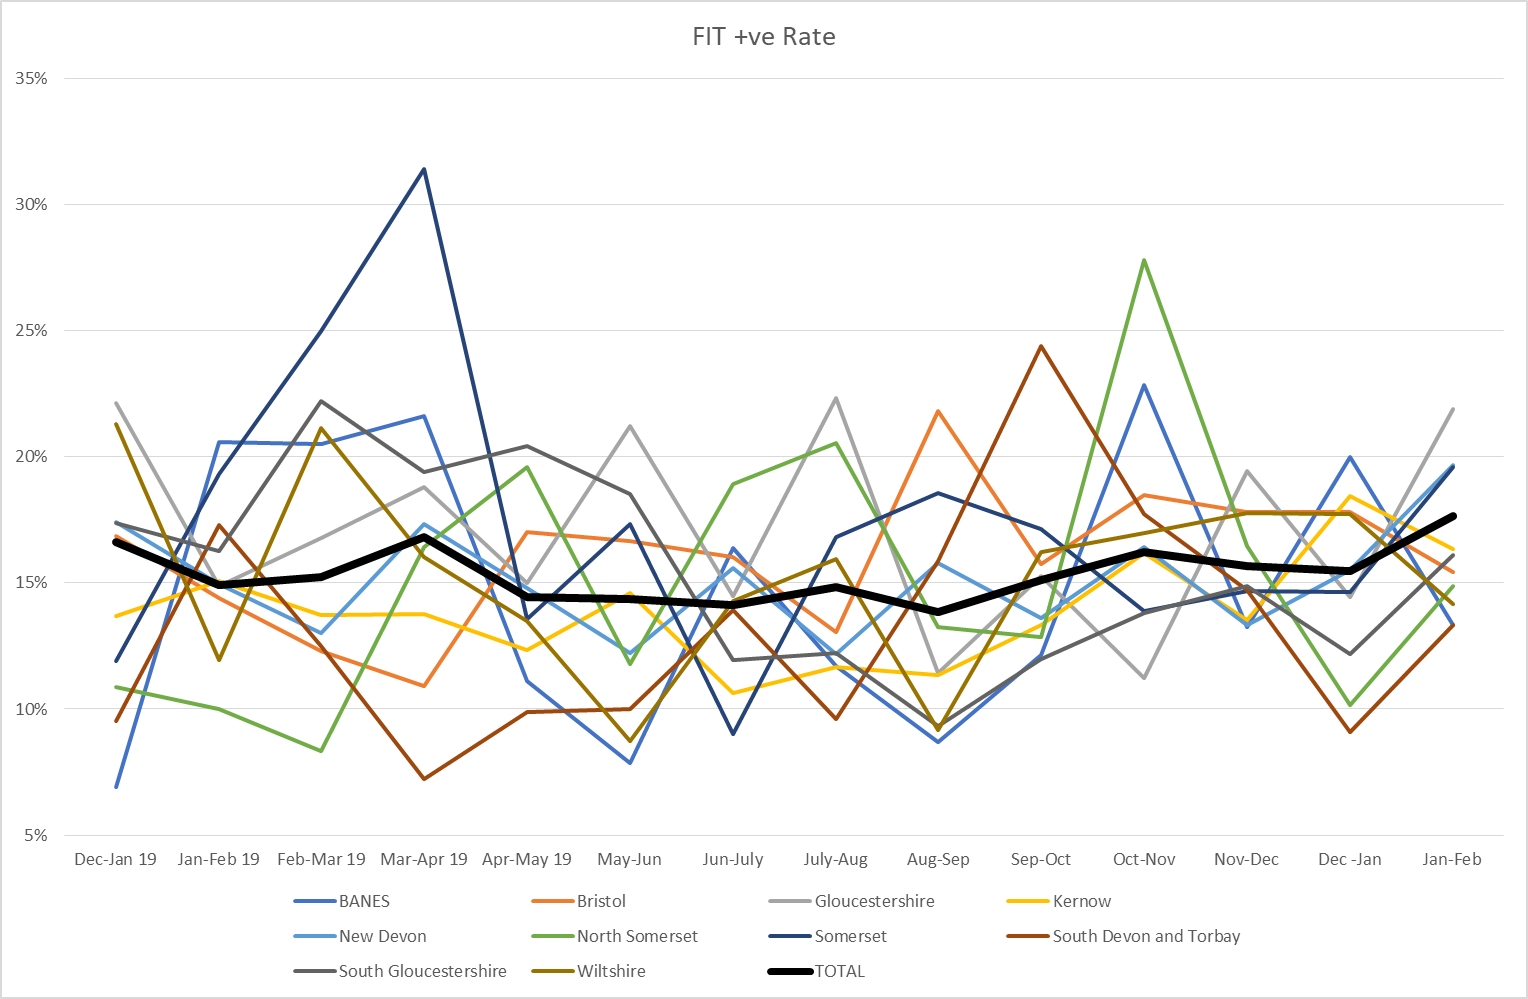 FIT +ve Rate
35%
30%
25%
20%
15%
10%
5%
Dec-Jan 19 Jan-Feb 19 Feb-Mar 19 Mar-Apr 19 Apr-May 19 May-Jun Jun-July July-Aug Aug-Sep Sep-Oct Oct-Nov Nov-Dec Dec -Jan Jan-Feb
BANES Bristol Gloucestershire Kernow
New Devon North Somerset Somerset South Devon and Torbay
South Gloucestershire Wiltshire TOTAL